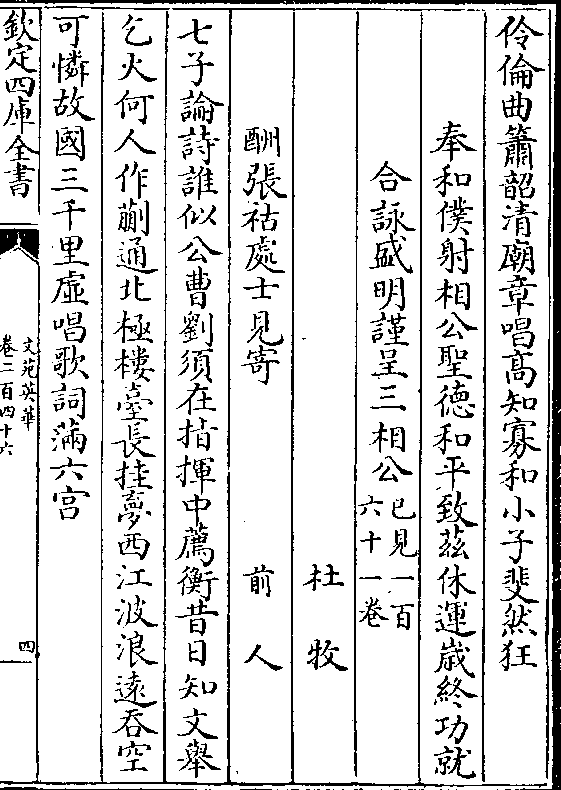 伶倫曲簫韶清廟章唱髙知寡和小子斐然狂
奉和僕射相公聖德和平致兹休運歳終功就
合詠盛明謹呈三相公已見一百六十一卷
杜牧
酬張祜處士見寄 前人
七子論詩誰似公曹劉須在指揮中薦衡昔日知文舉
乞火何人作蒯通北極樓臺長挂夢西江波浪逺吞空
可憐故國三千里虚唱歌詞滿六宫
欽定四庫全書
文苑英華
卷二百四十六
四